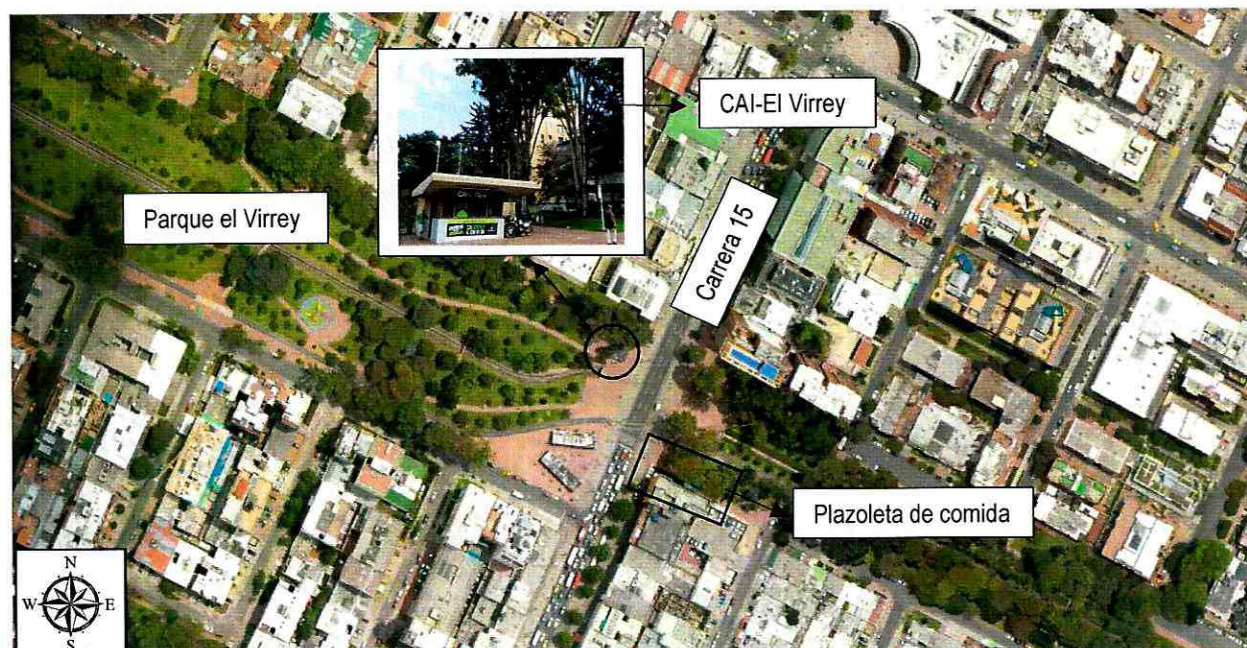 CAI-El Virrey
Parque el Virrey
Carrera 15
Plazoleta de comida
N
W
E
S